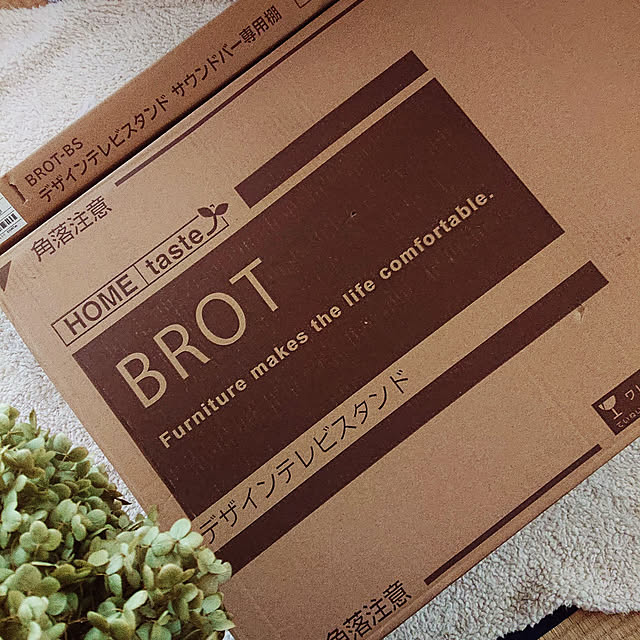 BROT-BS
デザインテレビスタンド サウンドバー専用棚
角落注意
HOME taste
BROT
Furniture makes the life comfortable.
デザインテレビスタンド
角落注意